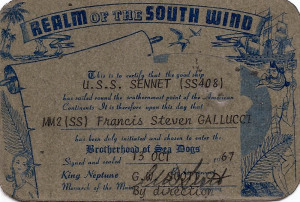 REALM OF THE SOUTH WIND
This is to certify that the good ship
U.S.S. SENNET (SS408)
has sailed round the southernmost point of the American
Continents It is therefore upon this day that
MM2(SS) Francis Steven GALLUCCI
has been duly initiated and chosen to enter the
Brotherhood of Sea Dogs
Signed and sealed 15 OCT 67
King Neptune G.
Monarch of the By direction